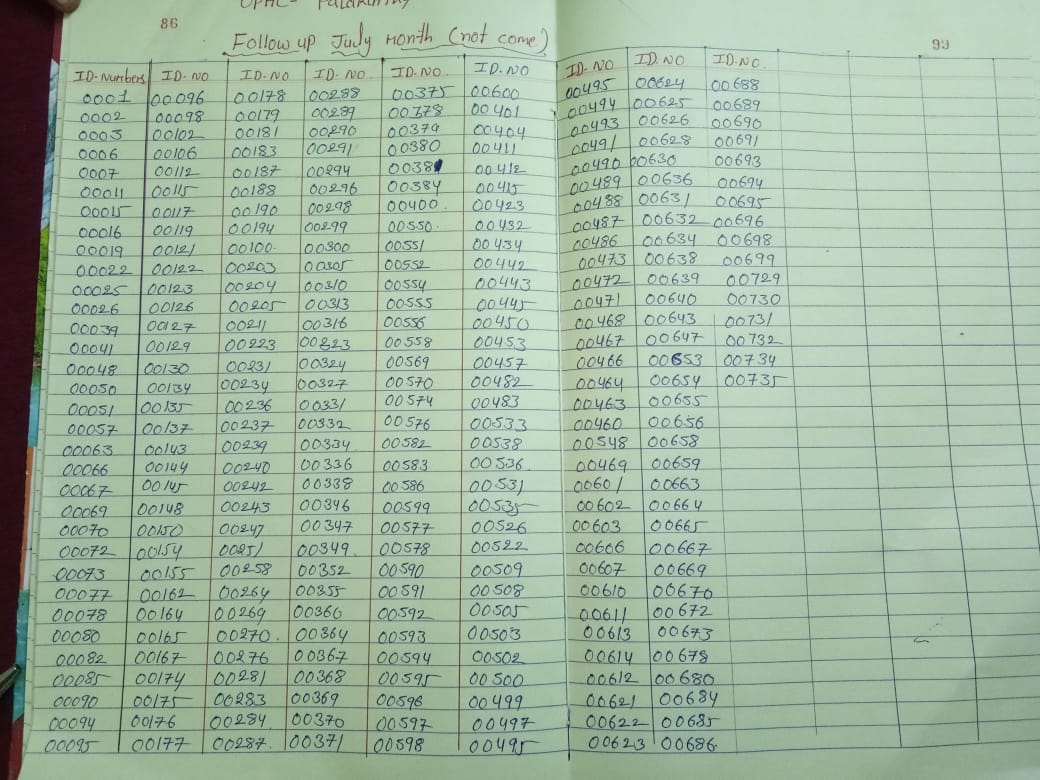 86
Follow up July Month (not come)
ID-Numbers ID-NO ID-NO ID-NO. ID.NO. ID.NO
0001 00096 00178 00288 00375 00600
0002 00098 00179 00289 00378 00401
0003 00102 00181 00290 00379 00404
0006 00106 00183 00291 00380 00411
0007 00112 00187 00294 00381 00412
00011 00115 00188 00296 00384 00415
00015 00117 00190 00298 00400. 00423
00016 00119 00194 00299 00550. 00432
00019 00121 00100. 00300 00551 00434
00022 00122 00203 00305 00552 00442
00025 00123 00204 00310 00554 00443
00026 00126 00205 00313 00555 00445
00039 00127 00211 00316 00556 00450
00041 00129 00223 00323 00558 00453
00048 00130 00231 00324 00569 00457
00050 00134 00234 00327 00570 00482
00051 00135 00236 00331 00574 00483
00057 00137 00237 00332 00576 00533
00063 00143 00239 00334 00582 00538
00066 00144 00240 00336 00583 00536.
00067 00145 00242 00338 00586 00531
00069 00148 00243 00346 00599 00535
00070 00150 00247 00347 00577 00526
00072 00154 00251 00349. 00578 00522
00073 00155 00258 00352 00590 00509
00077 00162 00264 00355 00591 00508
00078 00164 00269 00360 00592 00505
00080 00165 00270. 00364 00593 00503
00082 00167 00276 00367 00594 00502
00085 00174 00281 00368 00595 00500
00090 00175 00283 00369 00596 00499
00094 00176 00284 00370 00597 00497
00095 00177 00287. 00371 00598 00495
ID-NO ID NO ID.NO.
00495 00624 00688
00494 00625 00689
00493 00626 00690
00491 00628 00691
00490 00630 00693
00489 00636 00694
00488 00631 00695
00487 00632 00696
00486 00634 00698
00473 00638 00699
00472 00639 00729
00471 00640 00730
00468 00643 00731
00467 00647 00732
00466 00653 00734
00464 00654 00735
00463 00655
00460 00656
00548 00658
00469 00659
00601 00663
00602 00664
00603 00665
00606 00667
00607 00669
00610 00670
00611 00672
00613 00673
00614 00678
00612 00680
00621 00684
00622 00685
00623 00686